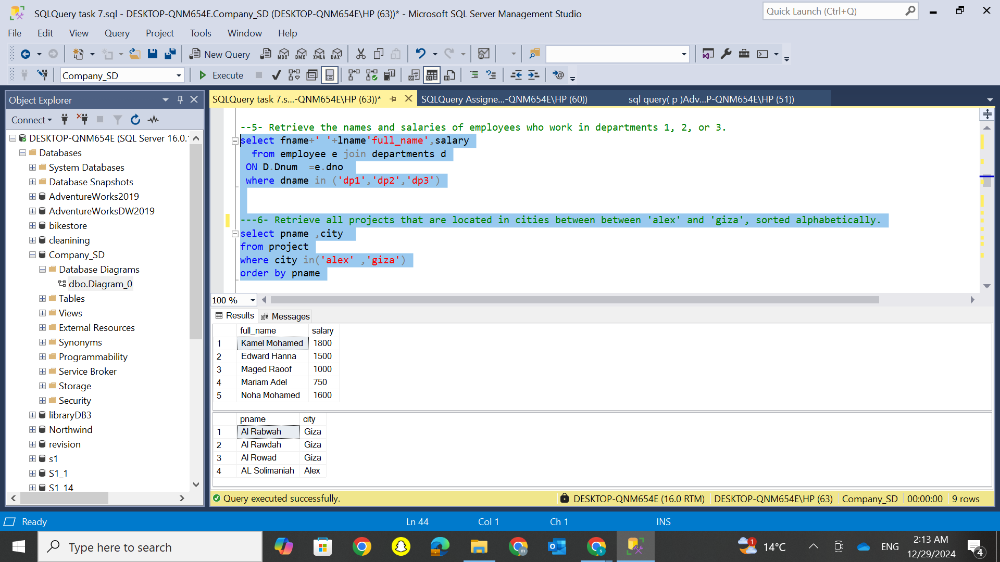 SQLQuery task 7.sql - DESKTOP-QNM654E.Company_SD (DESKTOP-QNM654E\HP (63))* - Microsoft SQL Server Management Studio
Quick Launch (Ctrl+Q)
File Edit View Query Project Tools Window Help
New Query MDX DMX XMLA DAX
Company_SD Execute
Object Explorer
Connect
DESKTOP-QNM654E (SQL Server 16.0.1
Databases
System Databases
Database Snapshots
AdventureWorks2019
AdventureWorksDW2019
bikestore
cleanining
Company_SD
Database Diagrams
dbo.Diagram_0
Tables
Views
External Resources
Synonyms
Programmability
Service Broker
Storage
Security
libraryDB3
Northwind
revision
s1
S1_1
S1_14
SQLQuery task 7.s...-QNM654E\HP (63))* SQLQuery Assigne...-QNM654E\HP (60)) sql query( p )Adv...P-QNM654E\HP (51))
--5- Retrieve the names and salaries of employees who work in departments 1, 2, or 3.
select fname+' '+lname'full_name',salary
from employee e join departments d
ON D.Dnum =e.dno
where dname in ('dp1','dp2','dp3')
---6- Retrieve all projects that are located in cities between between 'alex' and 'giza', sorted alphabetically.
select pname ,city
from project
where city in('alex' ,'giza')
order by pname
100 %
Results Messages
full_name salary
1 Kamel Mohamed 1800
2 Edward Hanna 1500
3 Maged Raoof 1000
4 Mariam Adel 750
5 Noha Mohamed 1600
pname city
1 Al Rabwah Giza
2 Al Rawdah Giza
3 Al Rowad Giza
4 AL Solimaniah Alex
Query executed successfully. DESKTOP-QNM654E (16.0 RTM) DESKTOP-QNM654E\HP (63) Company_SD 00:00:00 9 rows
Ready Ln 44 Col 1 Ch 1 INS
Type here to search
1 14°C ENG 2:13 AM
12/29/2024 4